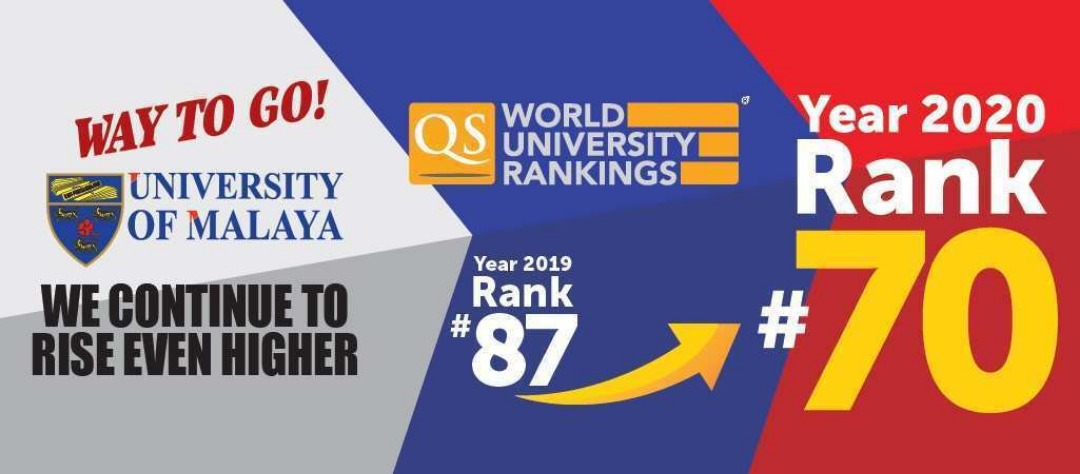 WAY TO GO!
UNIVERSITY
OF MALAYA
WE CONTINUE TO
RISE EVEN HIGHER
QS
WORLD
UNIVERSITY
RANKINGS
Year 2019
Rank
#87
Year 2020
Rank
#70